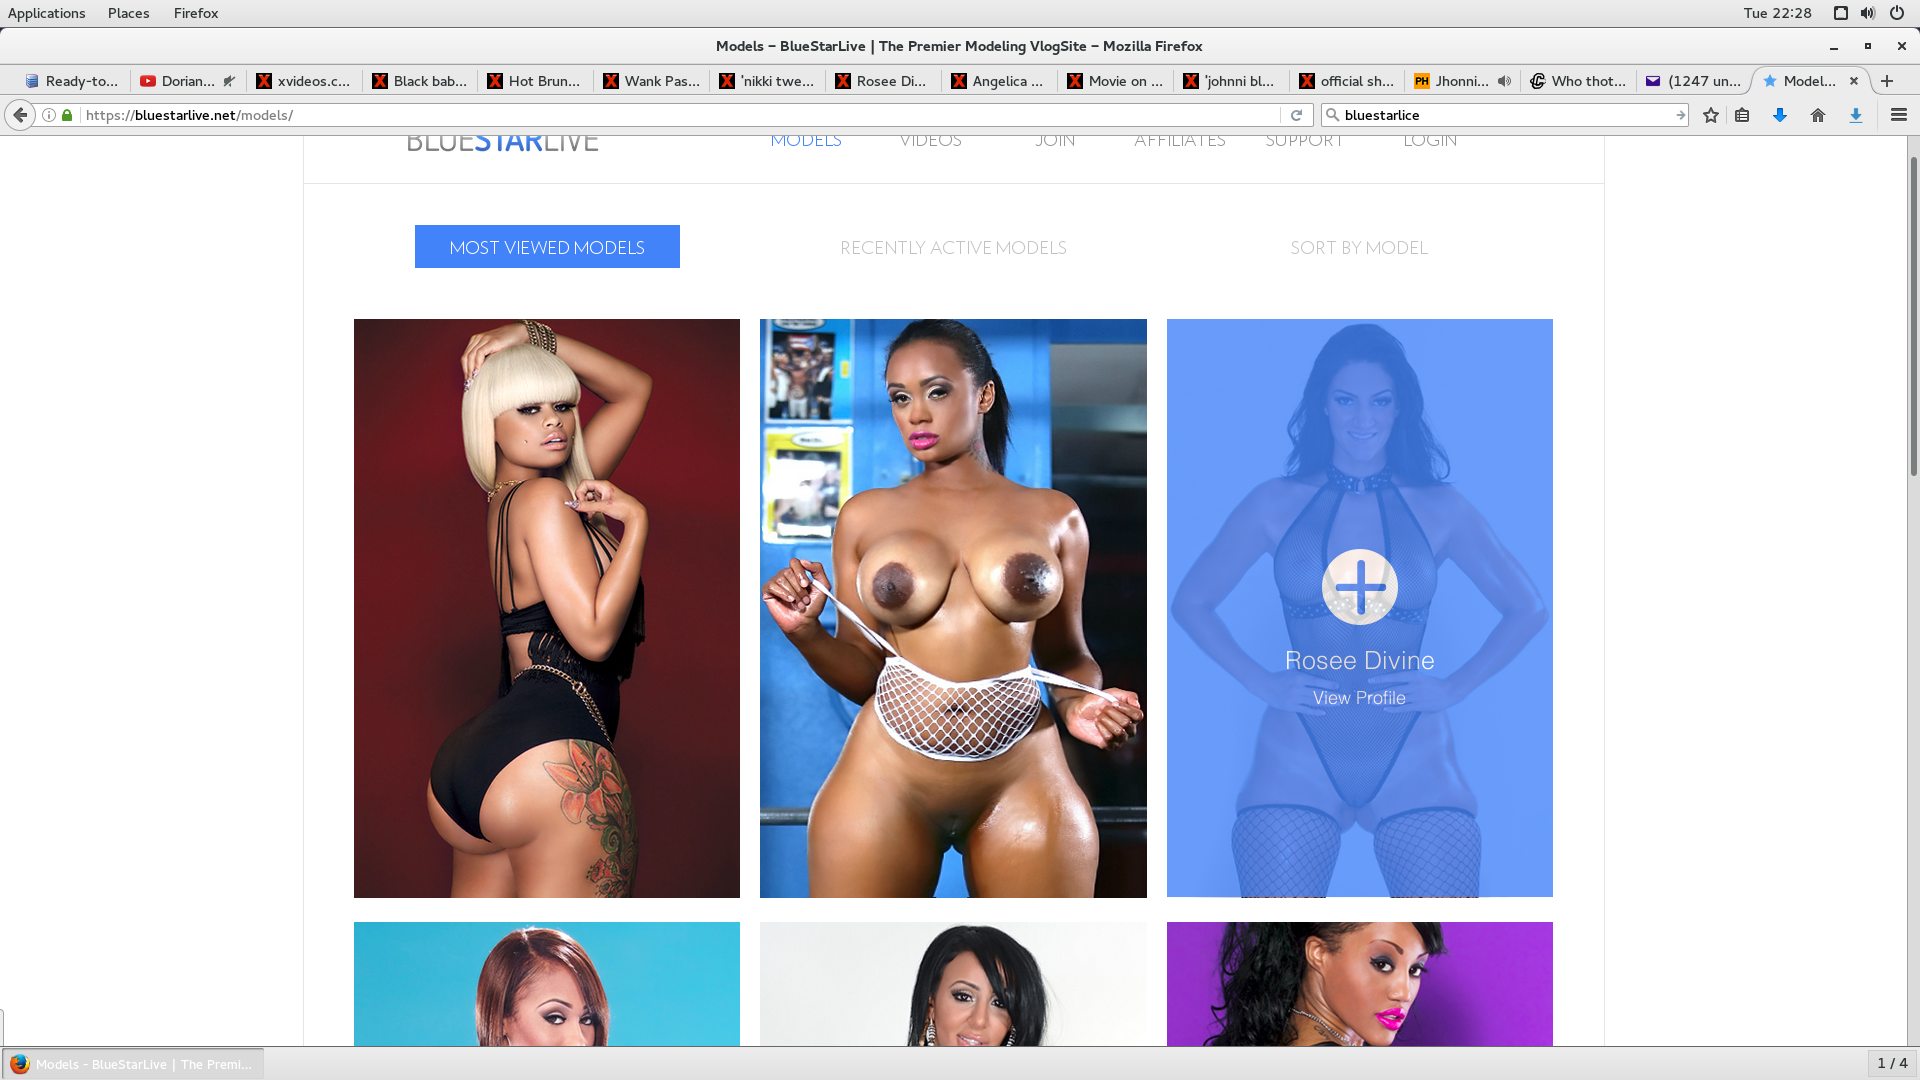 Applications Places Firefox Tue 22:28
Models – BlueStarLive | The Premier Modeling VlogSite – Mozilla Firefox
Ready-to... Dorian... xvideos.c... Black bab... Hot Brun... Wank Pas... 'nikki twe... Rosee Di... Angelica ... Movie on ... 'johnni bl... official sh... PH Jhonni... Who thot... (1247 un... Model...
https://bluestarlive.net/models/ bluestarlice
BLUESTARLIVE MODELS VIDEOS JOIN AFFILIATES SUPPORT LOGIN
MOST VIEWED MODELS RECENTLY ACTIVE MODELS SORT BY MODEL
Rosee Divine
View Profile
Models - BlueStarLive | The Premi... 1 / 4